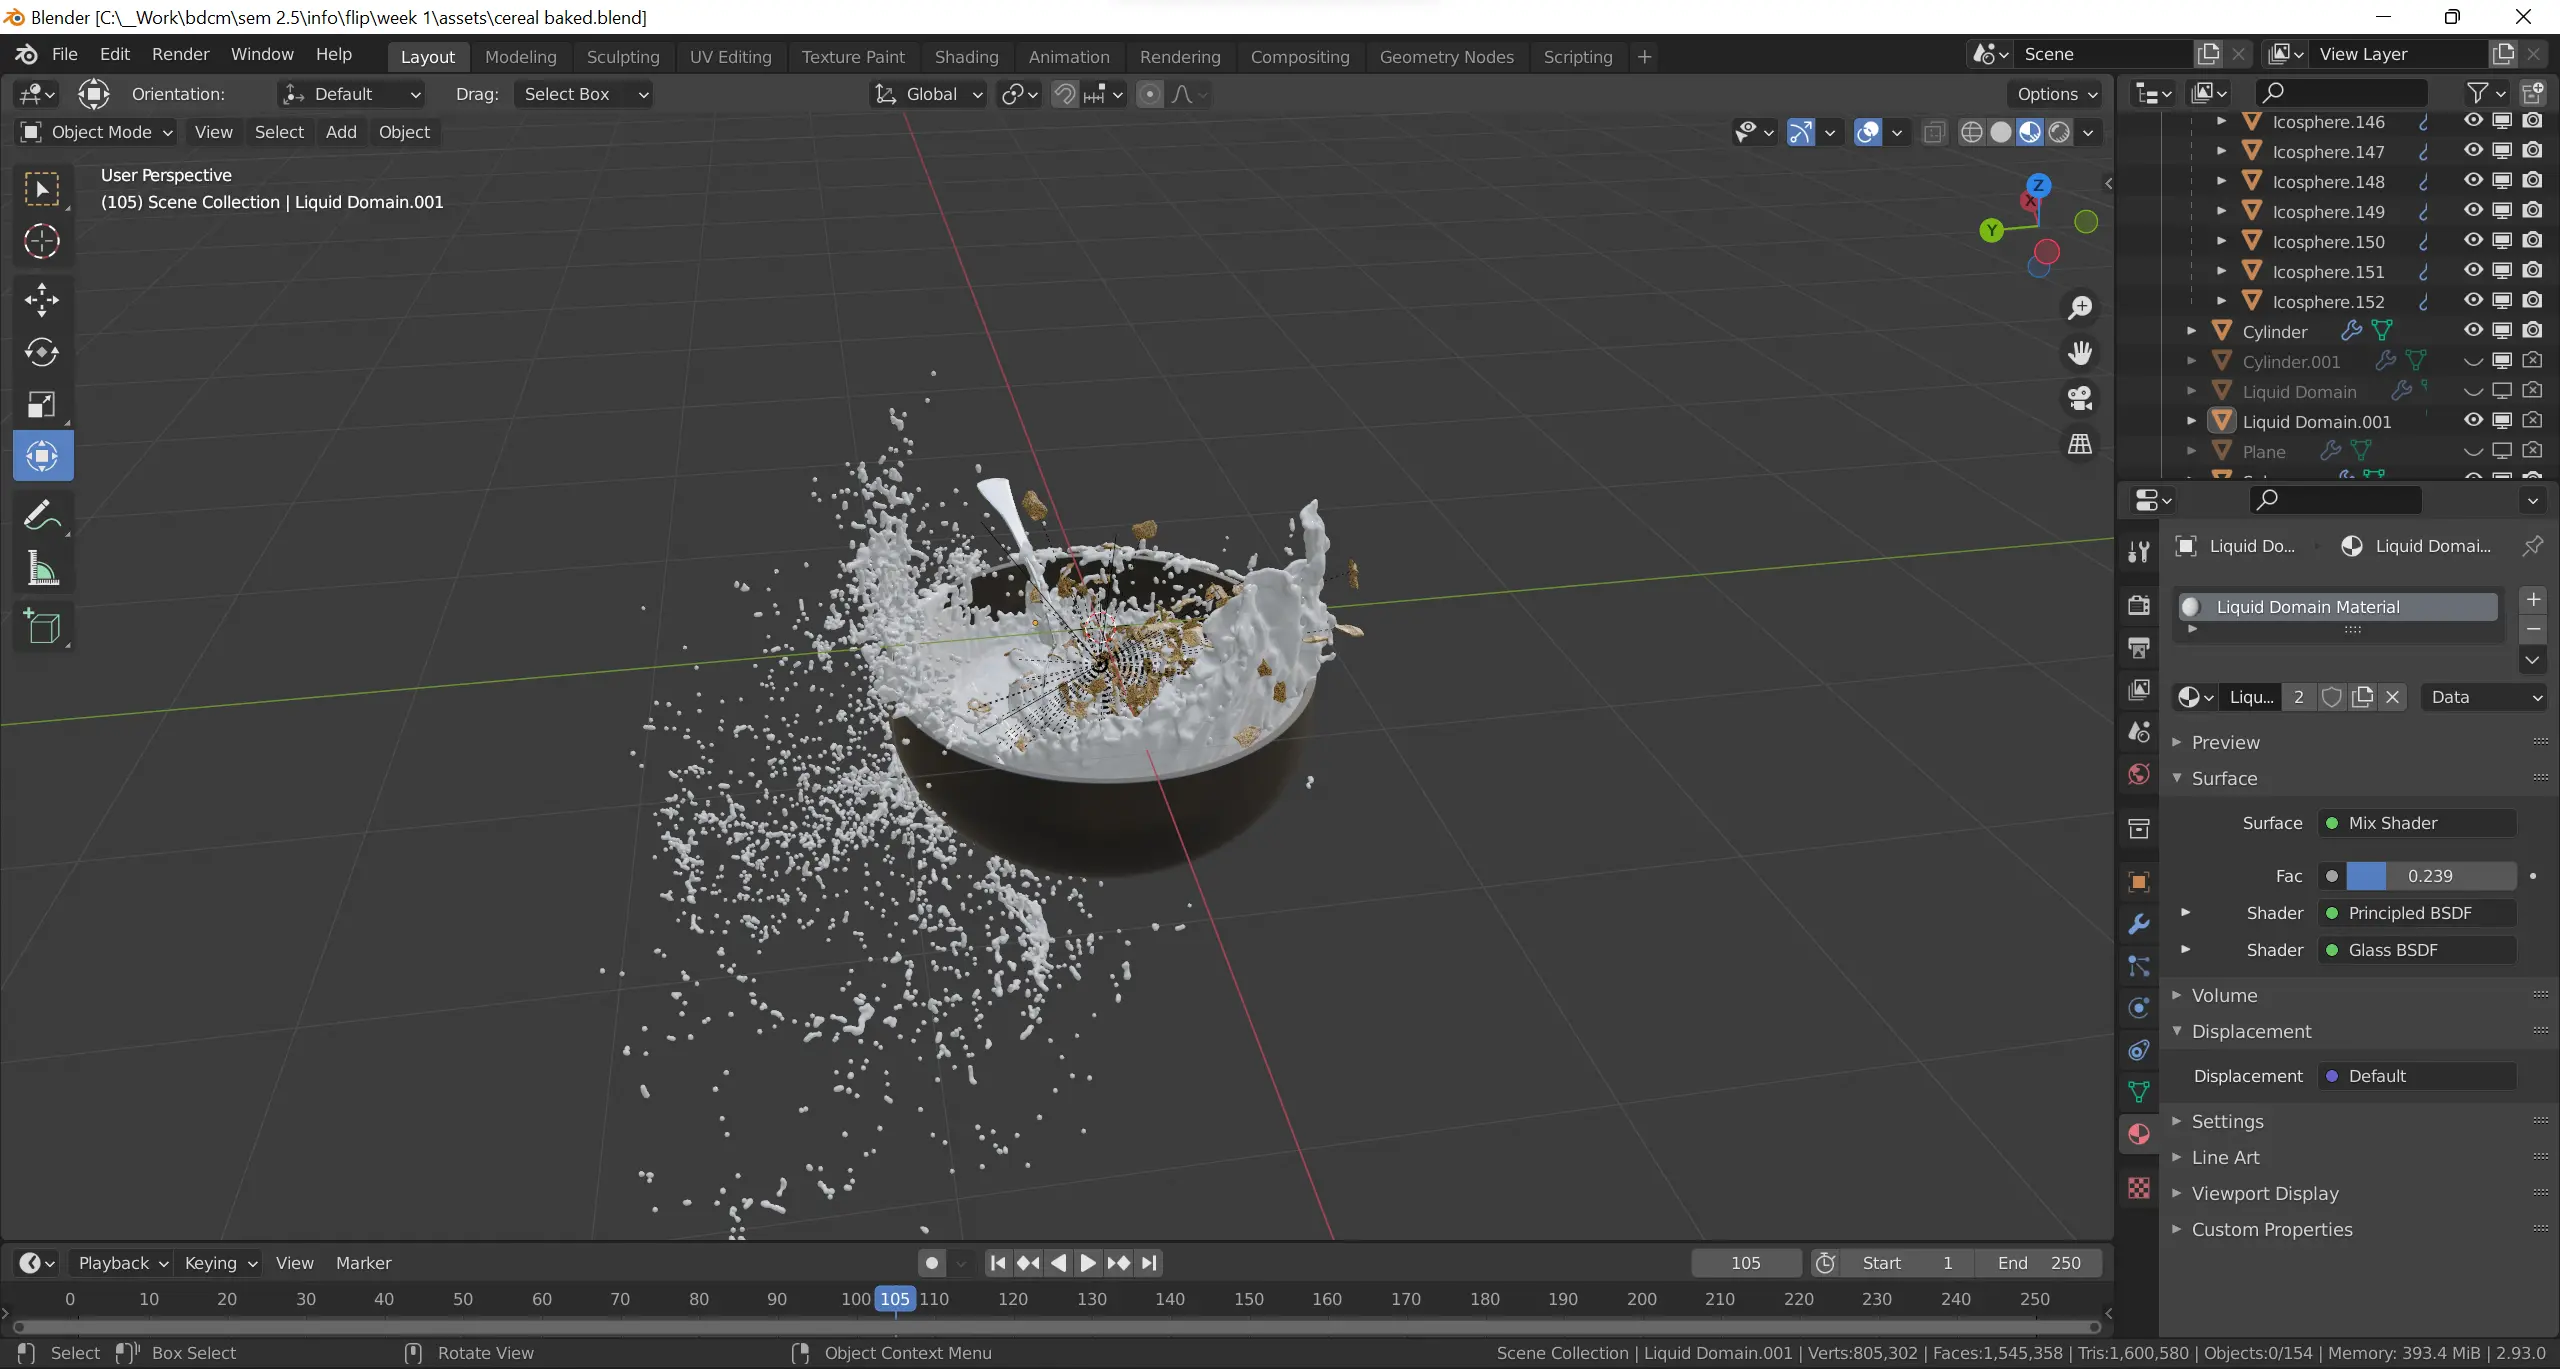 Blender [C:\__Work\bdcm\sem 2.5\info\flip\week 1\assets\cereal baked.blend]
File Edit Render Window Help Layout Modeling Sculpting UV Editing Texture Paint Shading Animation Rendering Compositing Geometry Nodes Scripting + Scene View Layer
Orientation: Default Drag: Select Box Global Options
Object Mode View Select Add Object
User Perspective
(105) Scene Collection | Liquid Domain.001
Z
X
Y
Icosphere.146
Icosphere.147
Icosphere.148
Icosphere.149
Icosphere.150
Icosphere.151
Icosphere.152
Cylinder
Cylinder.001
Liquid Domain
Liquid Domain.001
Plane
Liquid Do... Liquid Domai...
Liquid Domain Material
Liqu... 2 Data
Preview
Surface
Surface Mix Shader
Fac 0.239
Shader Principled BSDF
Shader Glass BSDF
Volume
Displacement
Displacement Default
Settings
Line Art
Viewport Display
Custom Properties
Playback Keying View Marker 105 Start 1 End 250
0 10 20 30 40 50 60 70 80 90 100 105 110 120 130 140 150 160 170 180 190 200 210 220 230 240 250
Select Box Select Rotate View Object Context Menu Scene Collection | Liquid Domain.001 | Verts:805,302 | Faces:1,545,358 | Tris:1,600,580 | Objects:0/154 | Memory: 393.4 MiB | 2.93.0